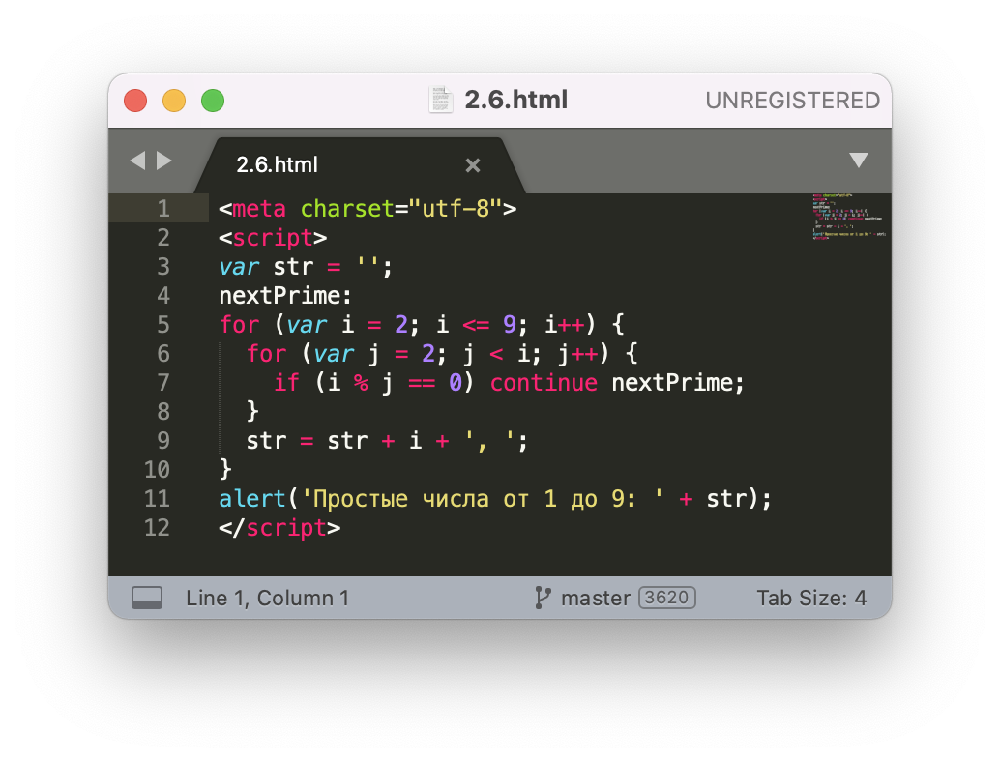 2.6.html UNREGISTERED
2.6.html ×
1 <meta charset="utf-8">
2 <script>
3 var str = '';
4 nextPrime:
5 for (var i = 2; i <= 9; i++) {
6   for (var j = 2; j < i; j++) {
7     if (i % j == 0) continue nextPrime;
8   }
9   str = str + i + ', ';
10 }
11 alert('Простые числа от 1 до 9: ' + str);
12 </script>
Line 1, Column 1 master 3620 Tab Size: 4